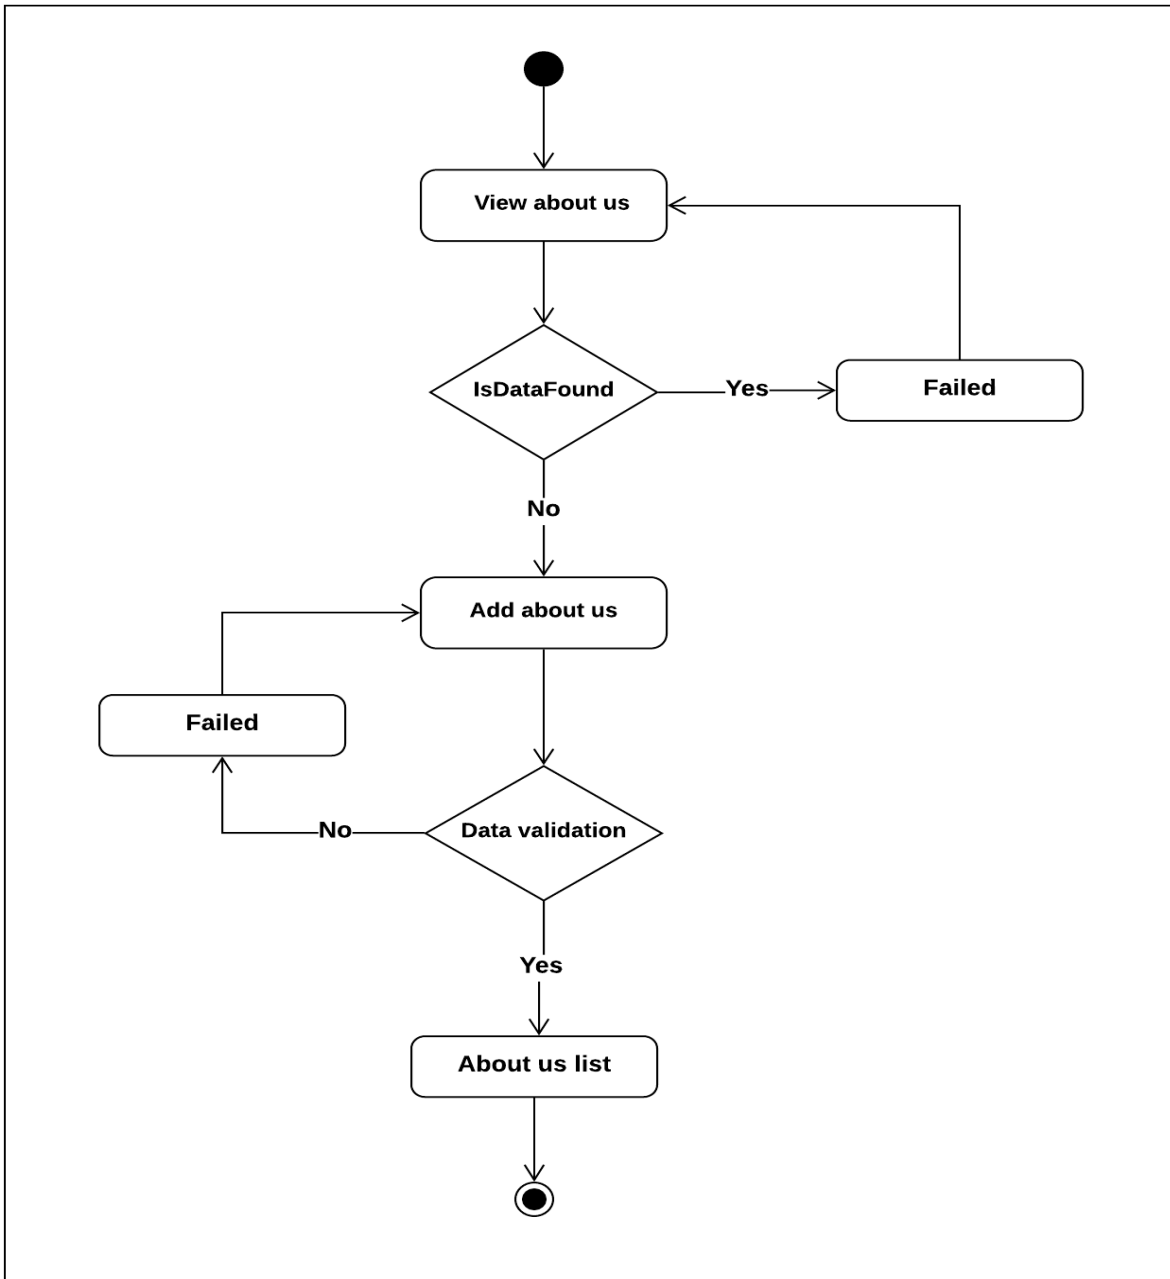 View about us
IsDataFound
Yes
Failed
No
Add about us
Failed
No
Data validation
Yes
About us list